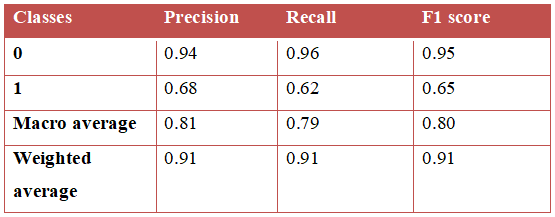 Classes Precision Recall F1 score
0 0.94 0.96 0.95
1 0.68 0.62 0.65
Macro average 0.81 0.79 0.80
Weighted 0.91 0.91 0.91
average